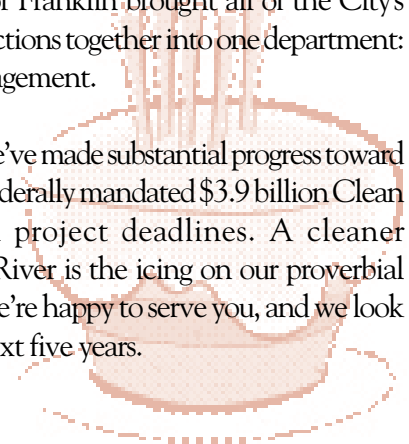 of Franklin brought all of the City's
ctions together into one department:
agement.
e've made substantial progress toward
derally mandated $3.9 billion Clean
project deadlines. A cleaner
River is the icing on our proverbial
e're happy to serve you, and we look
xt five years.